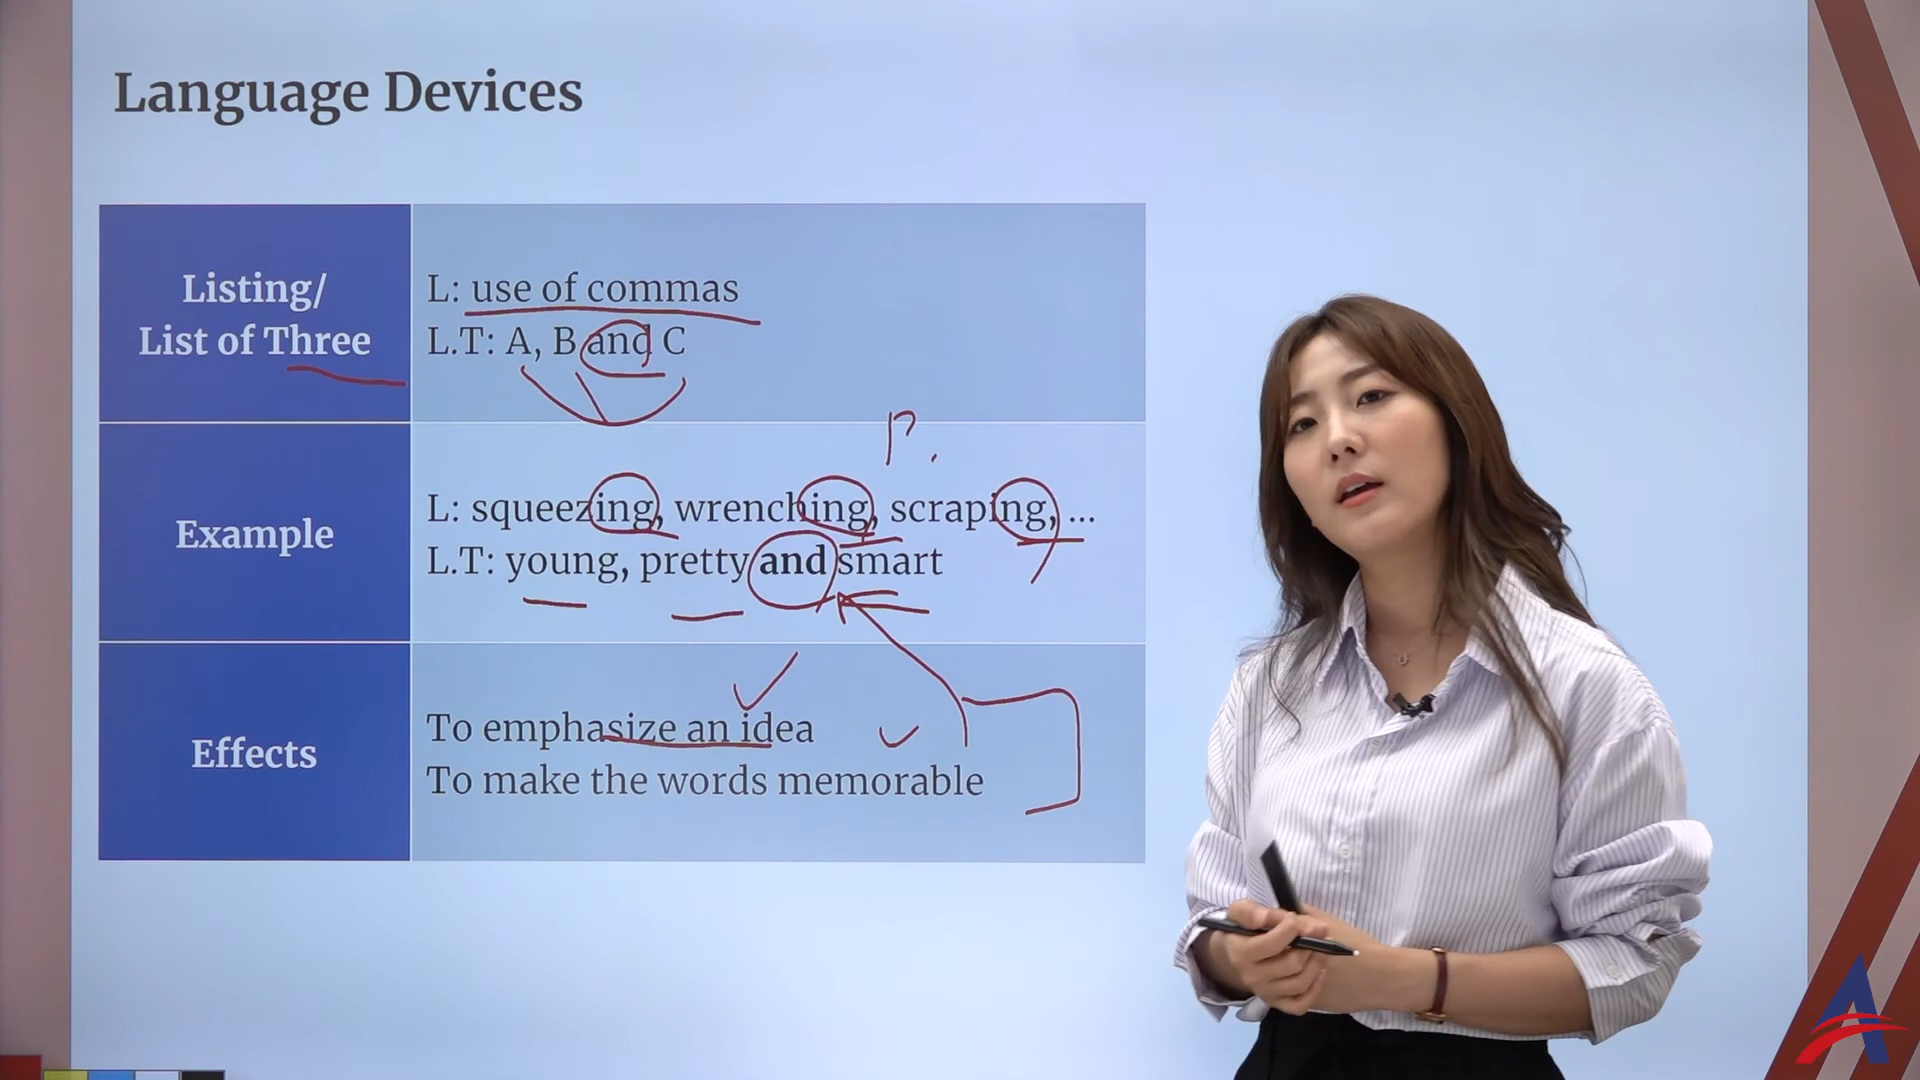 Language Devices
Listing/
List of Three
L: use of commas
L.T: A, B and C
P.
Example
L: squeezing, wrenching, scraping, ...
L.T: young, pretty and smart
Effects
To emphasize an idea
To make the words memorable